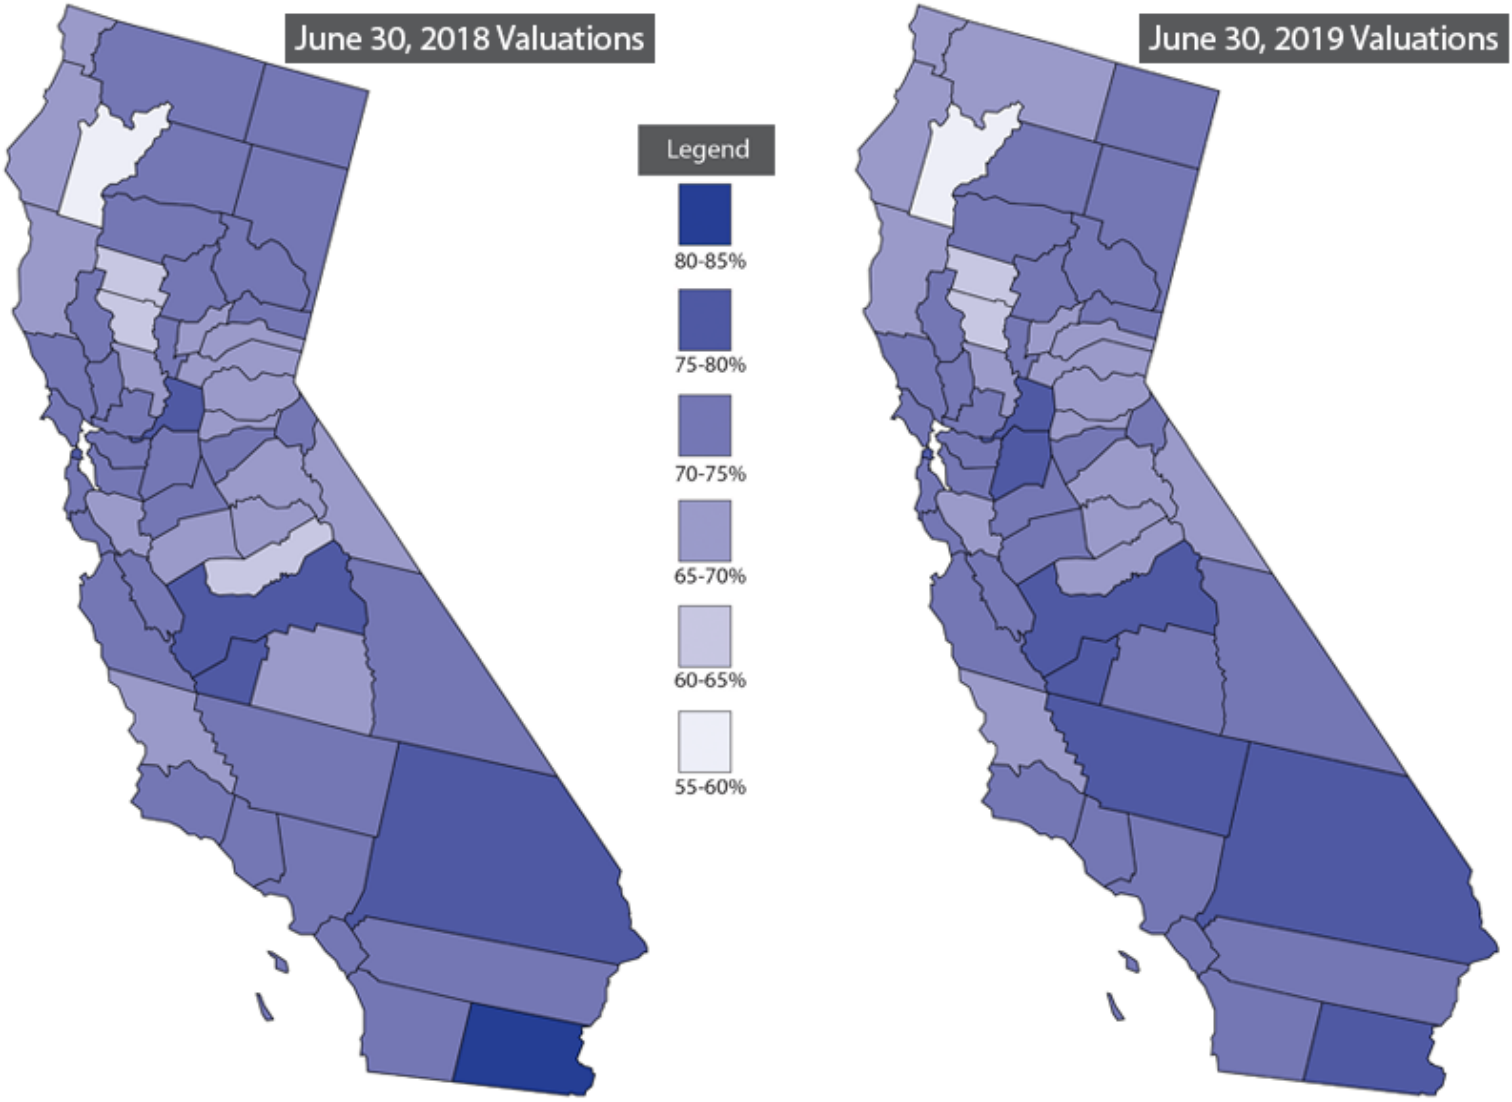 June 30, 2018 Valuations
June 30, 2019 Valuations
Legend
80-85%
75-80%
70-75%
65-70%
60-65%
55-60%